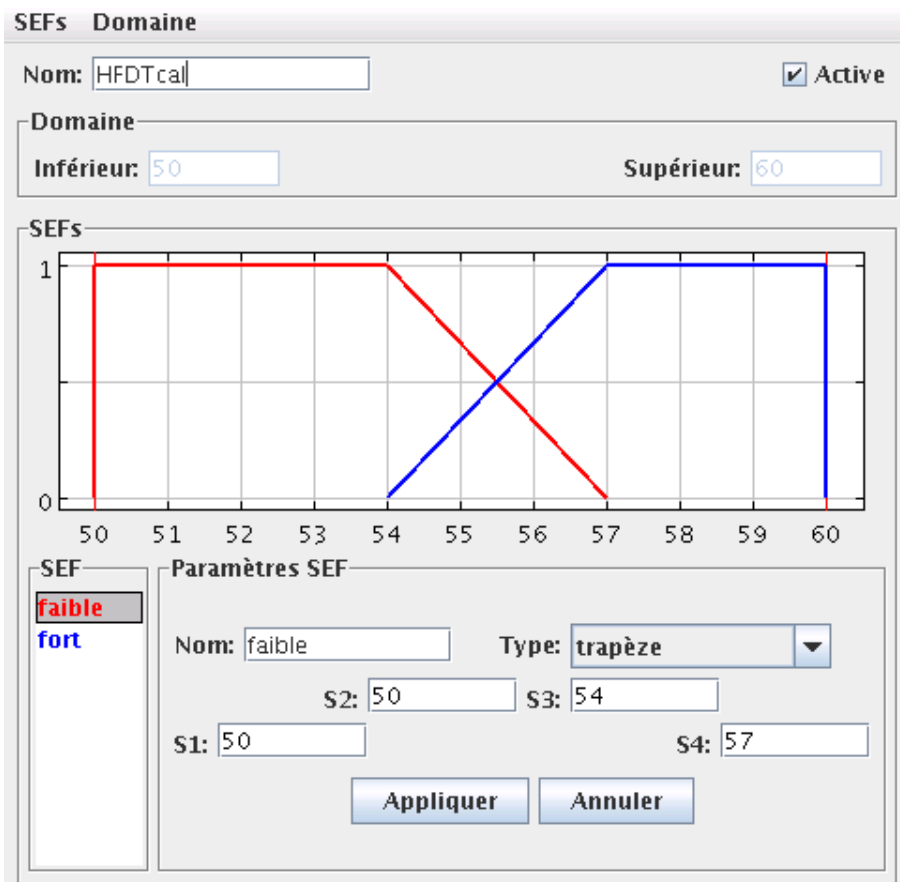 SEFs Domaine
Nom: HFDTcal Active
Domaine
Inférieur: 50 Supérieur: 60
SEFs
1
0
50 51 52 53 54 55 56 57 58 59 60
SEF Paramètres SEF
faible
fort Nom: faible Type: trapèze
S2: 50 S3: 54
S1: 50 S4: 57
Appliquer Annuler